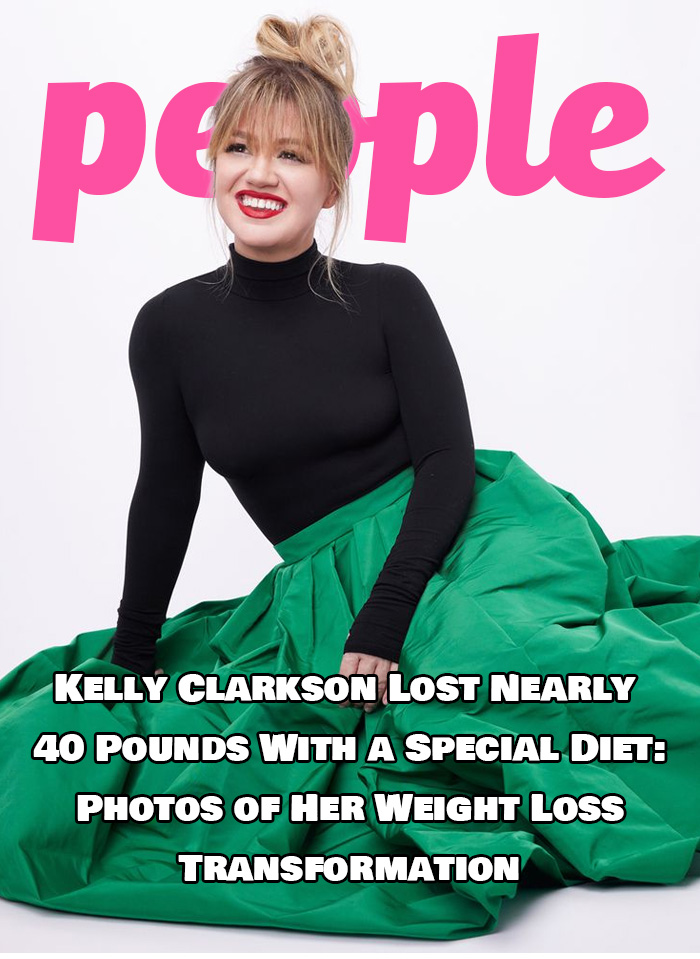 people
Kelly Clarkson Lost Nearly
40 Pounds With a Special Diet:
Photos of Her Weight Loss
Transformation